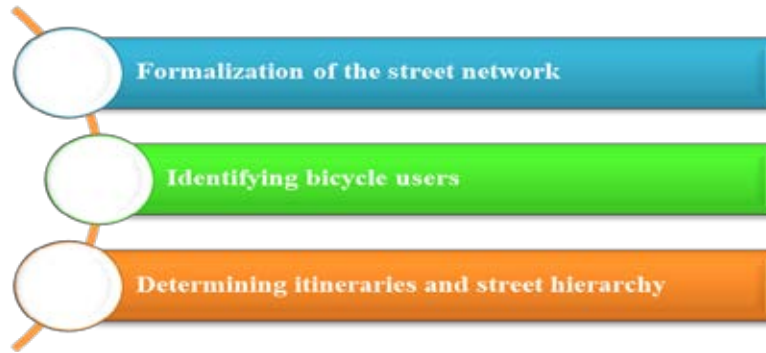 Formalization of the street network
Identifying bicycle users
Determining itineraries and street hierarchy